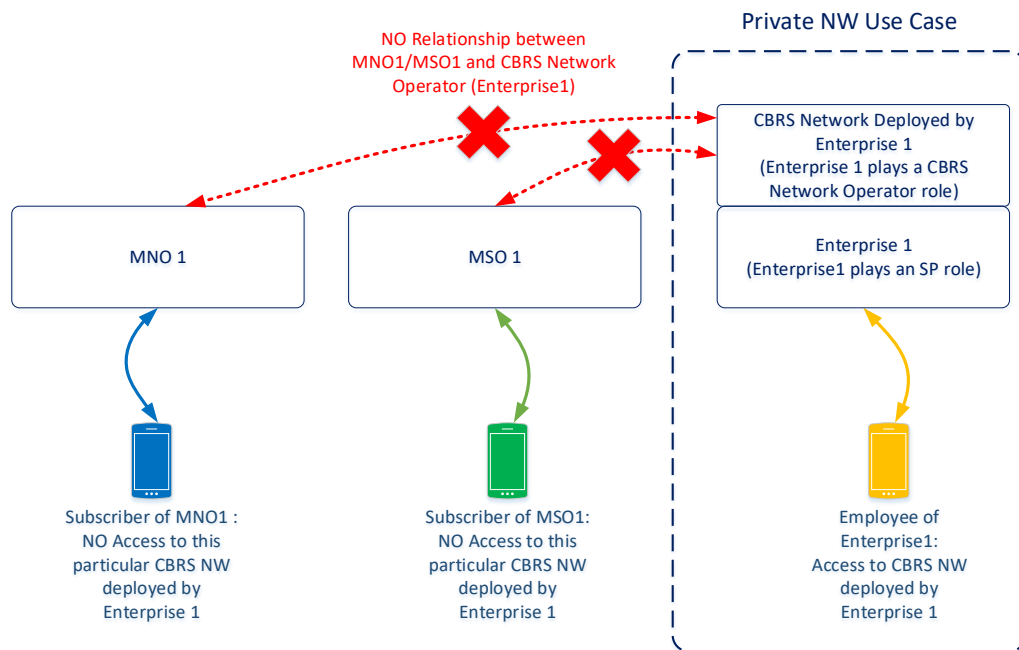 Private NW Use Case
NO Relationship between
MNO1/MSO1 and CBRS Network
Operator (Enterprise1)
CBRS Network Deployed by
Enterprise 1
(Enterprise 1 plays a CBRS
Network Operator role)
MNO 1
MSO 1
Enterprise 1
(Enterprise1 plays an SP role)
Subscriber of MNO1 :
NO Access to this
particular CBRS NW
deployed by
Enterprise 1
Subscriber of MSO1:
NO Access to this
particular CBRS NW
deployed by
Enterprise 1
Employee of
Enterprise1:
Access to CBRS NW
deployed by
Enterprise 1